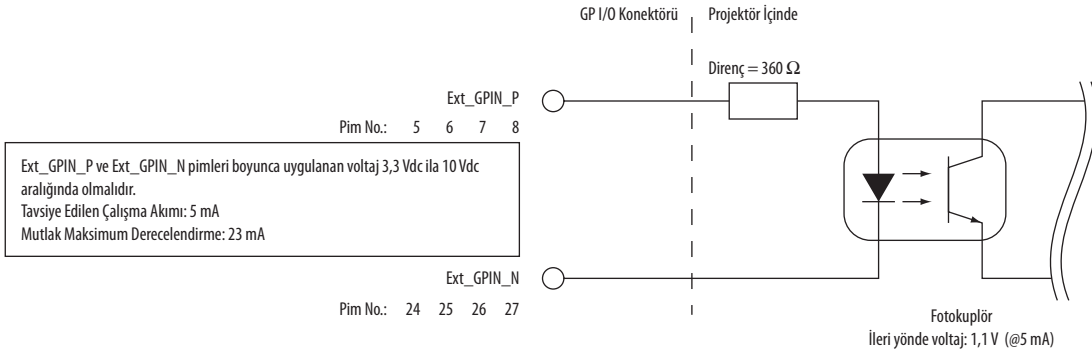 GP I/O Konektörü
Projektör İçinde
Direnç = 360 Ω
Ext_GPIN_P
Pim No.: 5 6 7 8
Ext_GPIN_P ve Ext_GPIN_N pimleri boyunca uygulanan voltaj 3,3 Vdc ila 10 Vdc
aralığında olmalıdır.
Tavsiye Edilen Çalışma Akımı: 5 mA
Mutlak Maksimum Derecelendirme: 23 mA
Ext_GPIN_N
Pim No.: 24 25 26 27
Fotokuplör
İleri yönde voltaj: 1,1 V (@5 mA)